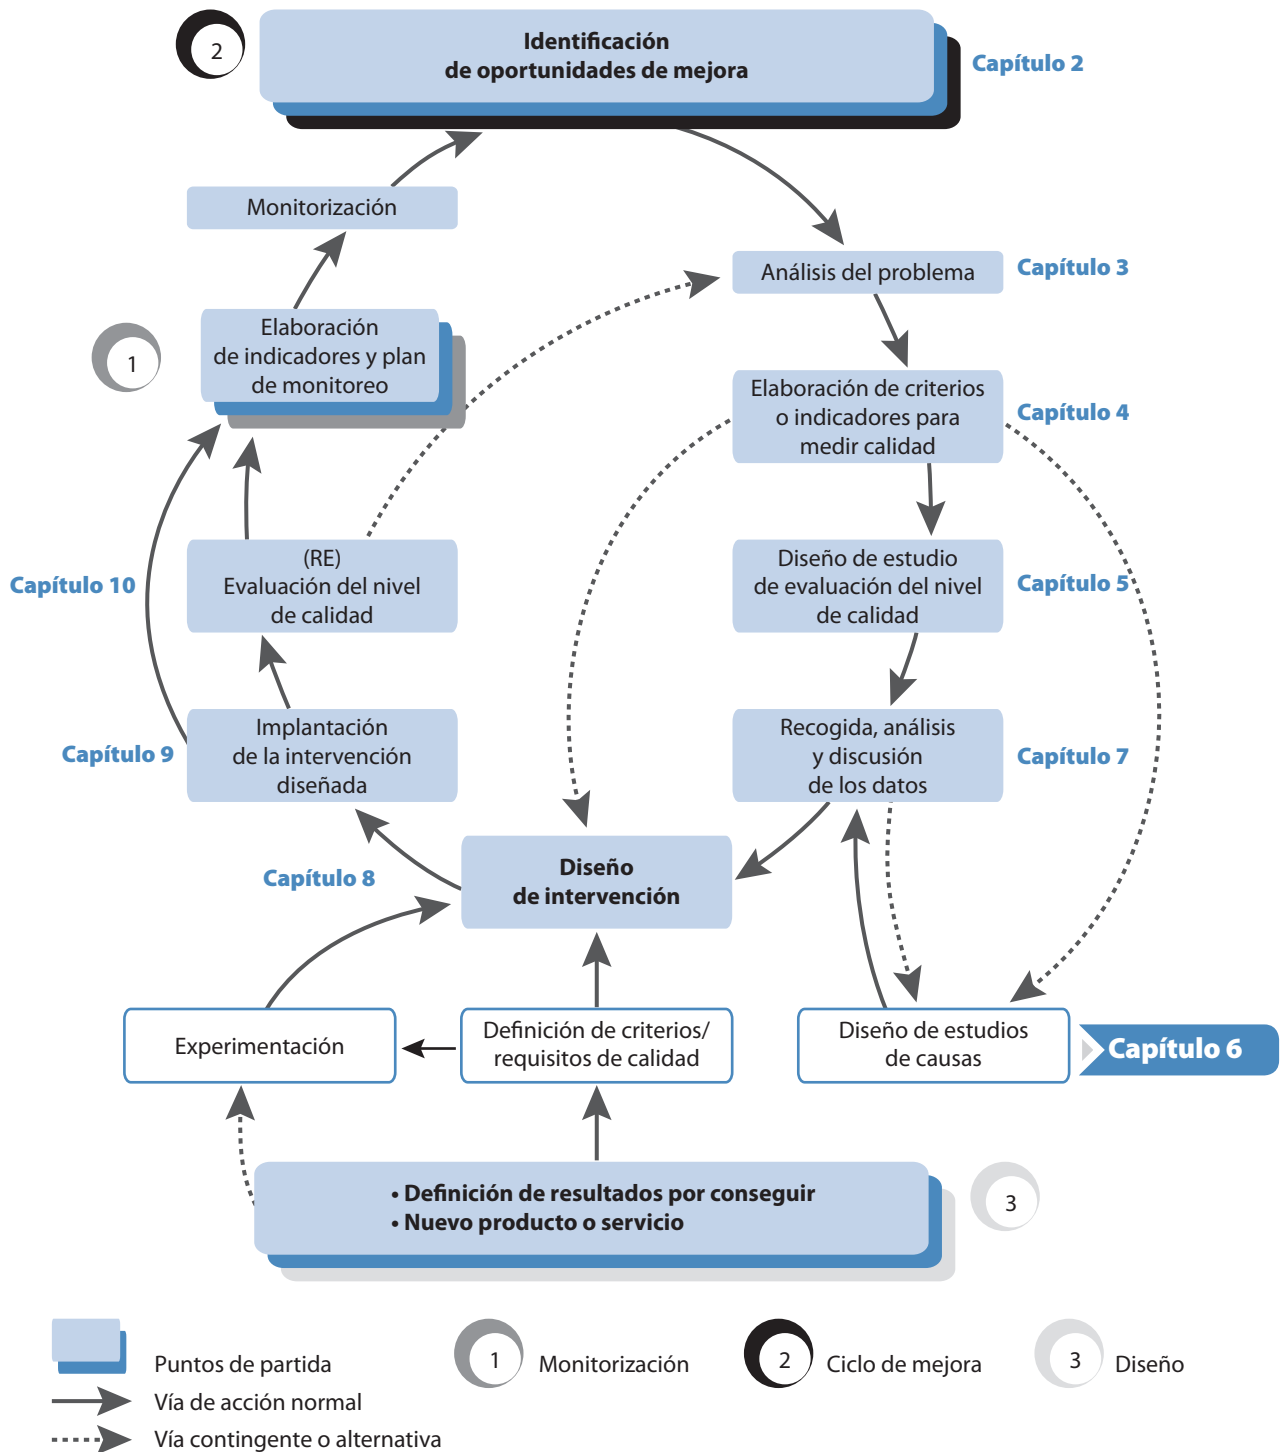 2
Identificación
de oportunidades de mejora
Capítulo 2
Monitorización
Análisis del problema
Capítulo 3
1
Elaboración
de indicadores y plan
de monitoreo
Elaboración de criterios
o indicadores para
medir calidad
Capítulo 4
Capítulo 10
(RE)
Evaluación del nivel
de calidad
Diseño de estudio
de evaluación del nivel
de calidad
Capítulo 5
Capítulo 9
Implantación
de la intervención
diseñada
Recogida, análisis
y discusión
de los datos
Capítulo 7
Capítulo 8
Diseño
de intervención
Experimentación
Definición de criterios/
requisitos de calidad
Diseño de estudios
de causas
Capítulo 6
• Definición de resultados por conseguir
• Nuevo producto o servicio
3
Puntos de partida
1 Monitorización
2 Ciclo de mejora
3 Diseño
Vía de acción normal
Vía contingente o alternativa